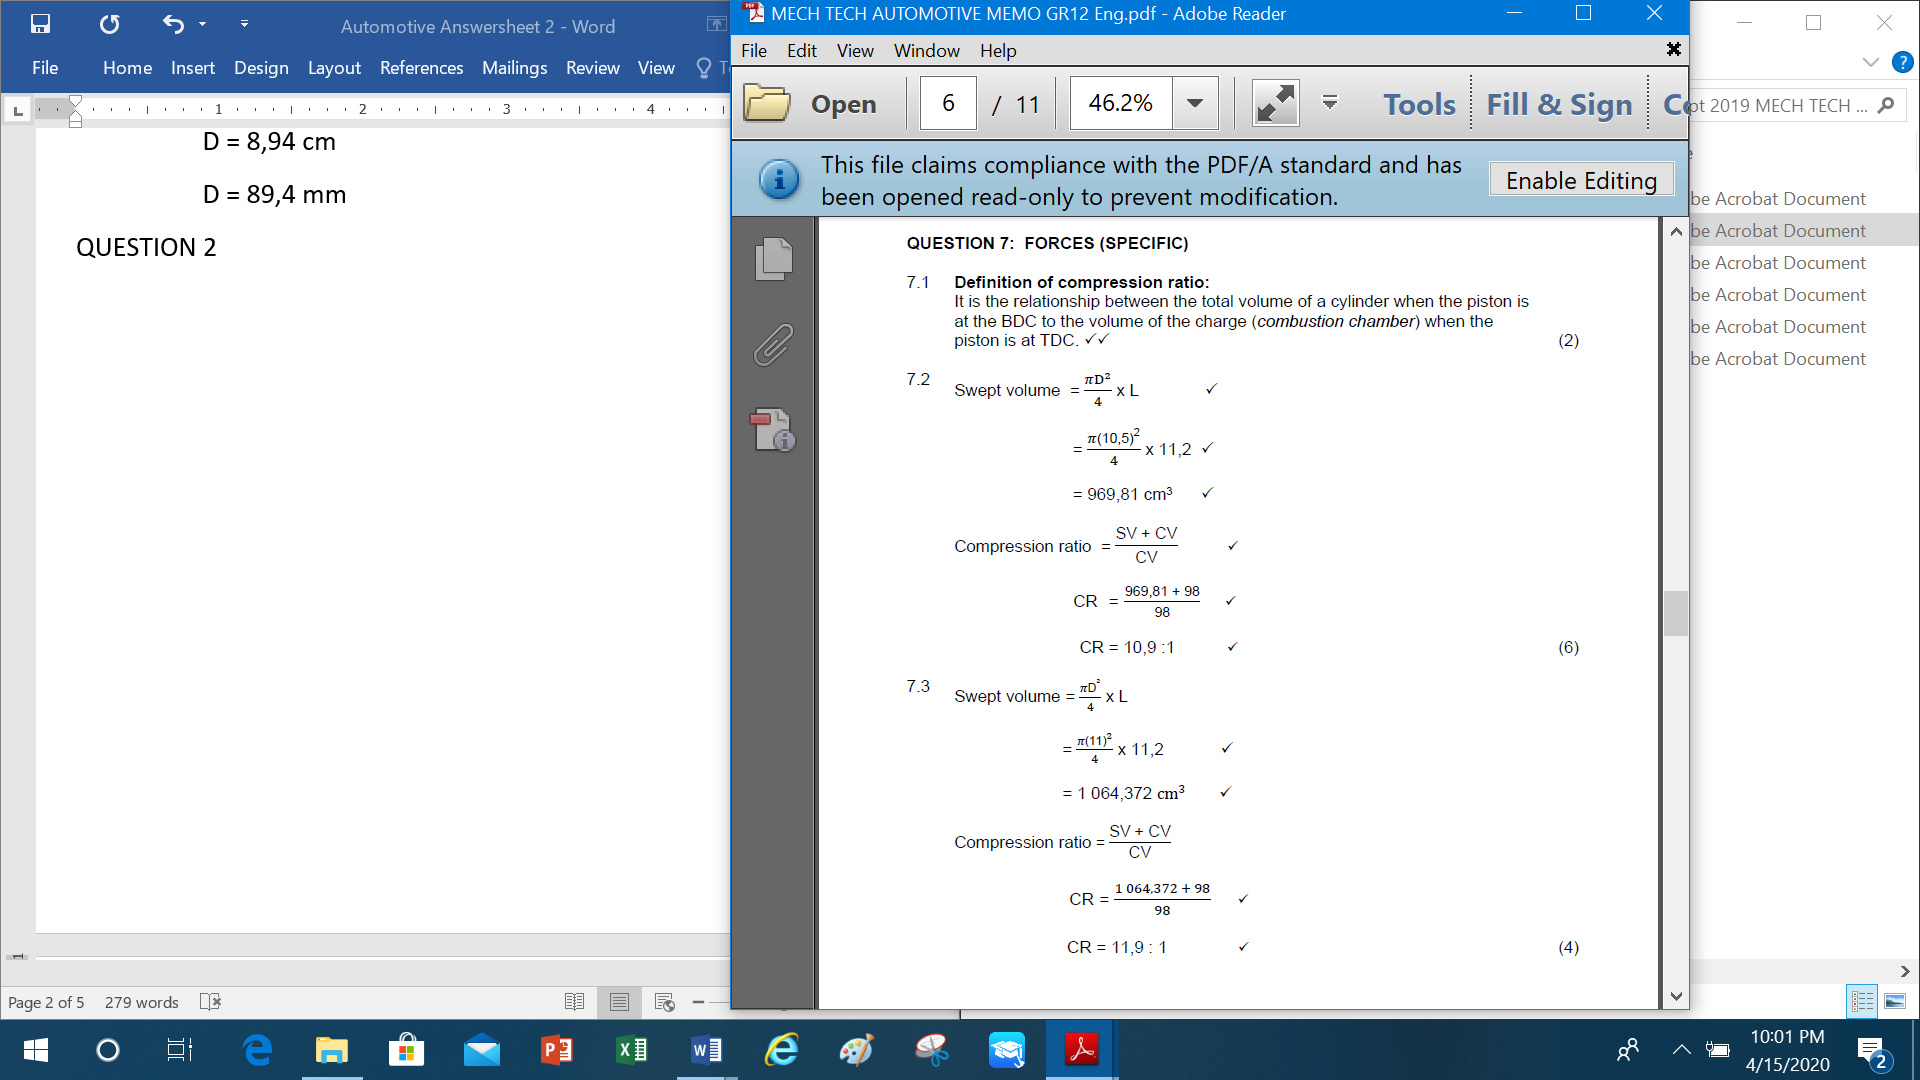 Automotive Answersheet 2 - Word
File Home Insert Design Layout References Mailings Review View
1 2 3 4
D = 8,94 cm
D = 89,4 mm
QUESTION 2
Page 2 of 5 279 words
MECH TECH AUTOMOTIVE MEMO GR12 Eng.pdf - Adobe Reader
File Edit View Window Help
Open 6 / 11 46.2% Tools Fill & Sign
This file claims compliance with the PDF/A standard and has
been opened read-only to prevent modification.
Enable Editing
QUESTION 7: FORCES (SPECIFIC)
7.1 Definition of compression ratio:
It is the relationship between the total volume of a cylinder when the piston is
at the BDC to the volume of the charge (combustion chamber) when the
piston is at TDC. ✓✓ (2)
7.2 Swept volume = πD²/4 x L ✓
= π(10,5)²/4 x 11,2 ✓
= 969,81 cm³ ✓
Compression ratio = SV + CV/CV ✓
CR = 969,81 + 98/98 ✓
CR = 10,9 :1 ✓ (6)
7.3 Swept volume = πD²/4 x L
= π(11)²/4 x 11,2 ✓
= 1 064,372 cm³ ✓
Compression ratio = SV + CV/CV
CR = 1 064,372 + 98/98 ✓
CR = 11,9 : 1 ✓ (4)
2019 MECH TECH ...
Acrobat Document
Acrobat Document
Acrobat Document
Acrobat Document
Acrobat Document
Acrobat Document
10:01 PM
4/15/2020
2